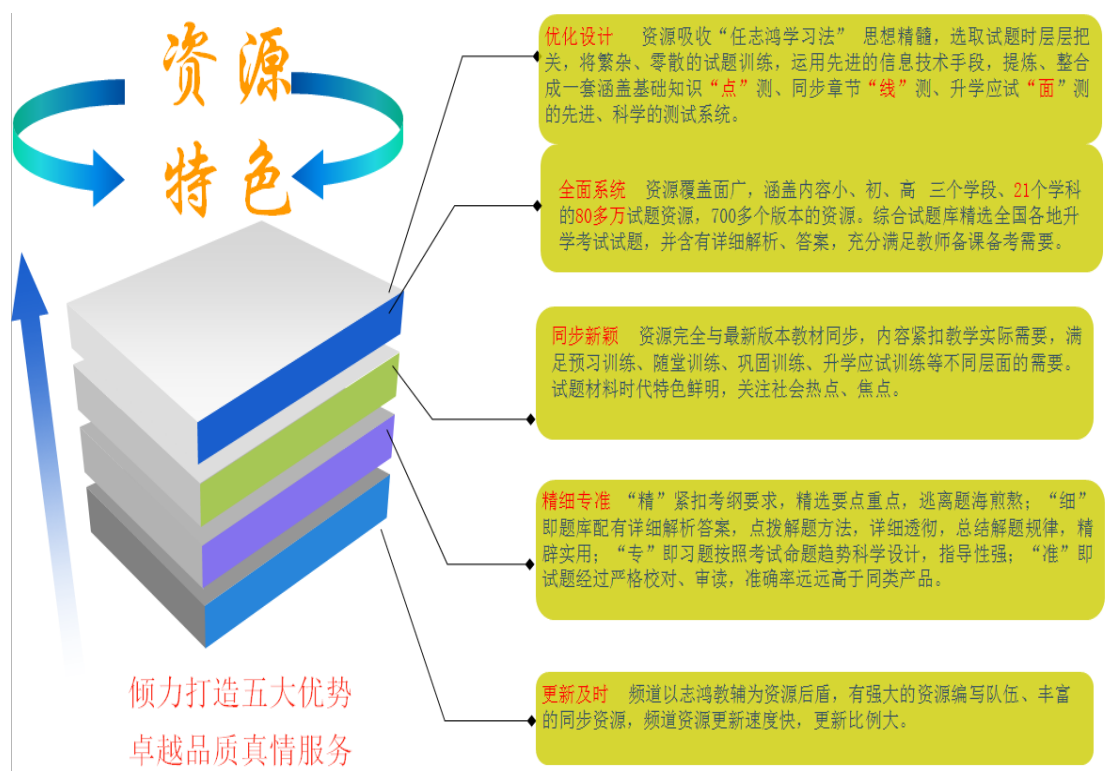 资源
特色
优化设计 资源吸收“任志鸿学习法” 思想精髓，选取试题时层层把
关，将繁杂、零散的试题训练，运用先进的信息技术手段，提炼、整合
成一套涵盖基础知识“点”测、同步章节“线”测、升学应试“面”测
的先进、科学的测试系统。
全面系统 资源覆盖面广，涵盖内容小、初、高 三个学段、21个学科
的80多万试题资源，700多个版本的资源。综合试题库精选全国各地升
学考试试题，并含有详细解析、答案，充分满足教师备课备考需要。
同步新颖 资源完全与最新版本教材同步，内容紧扣教学实际需要，满
足预习训练、随堂训练、巩固训练、升学应试训练等不同层面的需要。
试题材料时代特色鲜明，关注社会热点、焦点。
精细专准 “精”紧扣考纲要求，精选要点重点，逃离题海煎熬；“细”
即题库配有详细解析答案，点拨解题方法，详细透彻，总结解题规律，精
辟实用；“专”即习题按照考试命题趋势科学设计，指导性强；“准”即
试题经过严格校对、审读，准确率远远高于同类产品。
更新及时 频道以志鸿教辅为资源后盾，有强大的资源编写队伍、丰富
的同步资源，频道资源更新速度快，更新比例大。
倾力打造五大优势
卓越品质真情服务